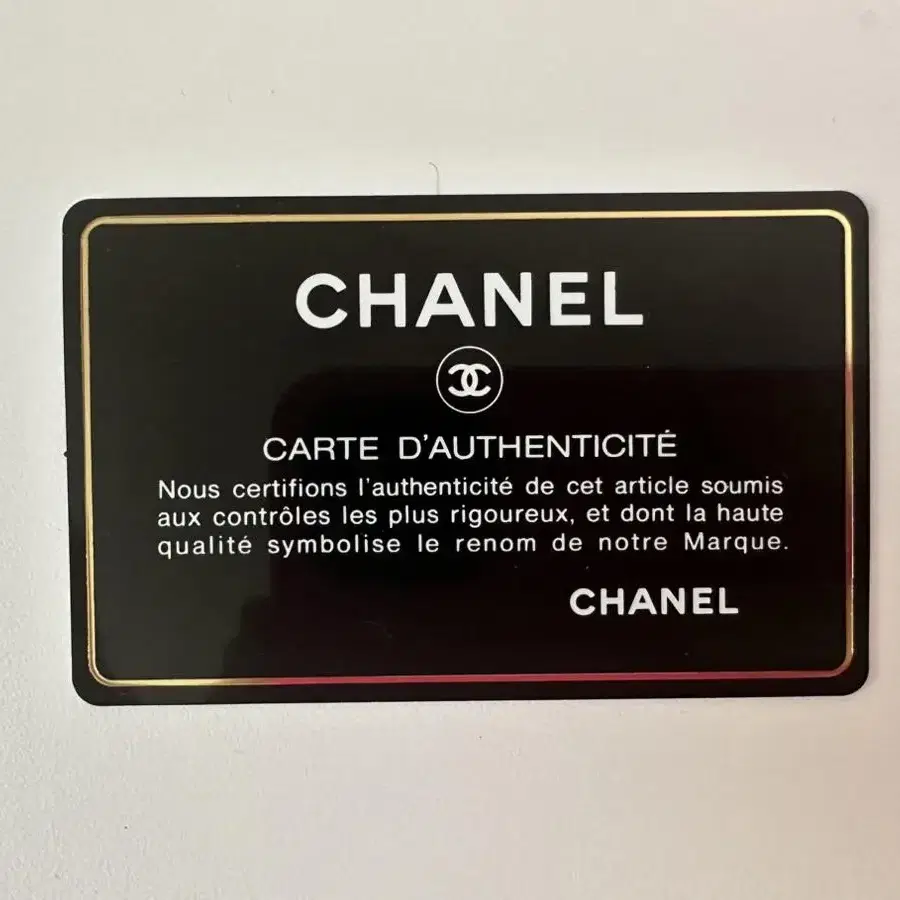 CHANEL
CARTE D'AUTHENTICITÉ
Nous certifions l'authenticité de cet article soumis
aux contrôles les plus rigoureux, et dont la haute
qualité symbolise le renom de notre Marque.
CHANEL